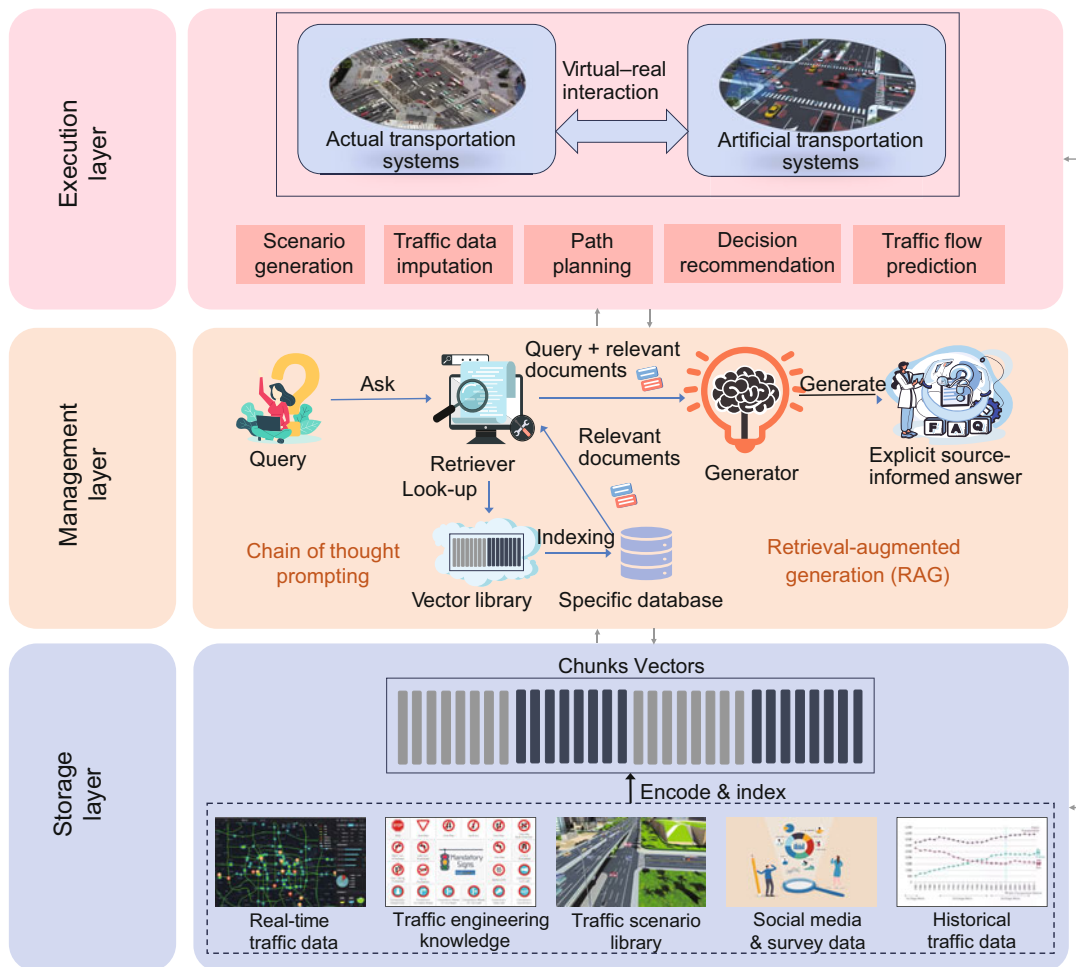 Execution
layer
Virtual–real
interaction
Actual transportation
systems
Artificial transportation
systems
Scenario
generation
Traffic data
imputation
Path
planning
Decision
recommendation
Traffic flow
prediction
Management
layer
Query
Ask
Retriever
Look-up
Query + relevant
documents
Relevant
documents
Generator
Generate
FAQ
Explicit source-
informed answer
Chain of thought
prompting
Vector library
Indexing
Specific database
Retrieval-augmented
generation (RAG)
Storage
layer
Chunks Vectors
Encode & index
Mandatory
Signs
Real-time
traffic data
Traffic engineering
knowledge
Traffic scenario
library
Social media
& survey data
Historical
traffic data